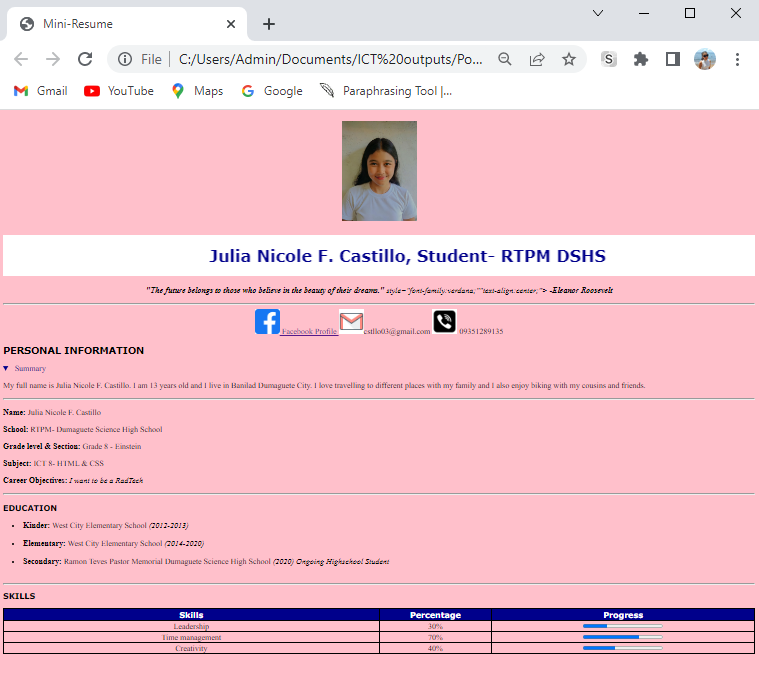 Mini-Resume
File C:/Users/Admin/Documents/ICT%20outputs/Po...
S
Gmail YouTube Maps Google Paraphrasing Tool |...
Julia Nicole F. Castillo, Student- RTPM DSHS
"The future belongs to those who believe in the beauty of their dreams." style="font-family:verdana;""text-align:center;"> -Eleanor Roosevelt
Facebook Profile cstllo03@gmail.com 09351289135
PERSONAL INFORMATION
▼ Summary
My full name is Julia Nicole F. Castillo. I am 13 years old and I live in Banilad Dumaguete City. I love travelling to different places with my family and I also enjoy biking with my cousins and friends.
Name: Julia Nicole F. Castillo
School: RTPM- Dumaguete Science High School
Grade level & Section: Grade 8 - Einstein
Subject: ICT 8- HTML & CSS
Career Objectives: I want to be a RadTech
EDUCATION
• Kinder: West City Elementary School (2012-2013)
• Elementary: West City Elementary School (2014-2020)
• Secondary: Ramon Teves Pastor Memorial Dumaguete Science High School (2020) Ongoing Highschool Student
SKILLS
Skills Percentage Progress
Leadership 30%
Time management 70%
Creativity 40%